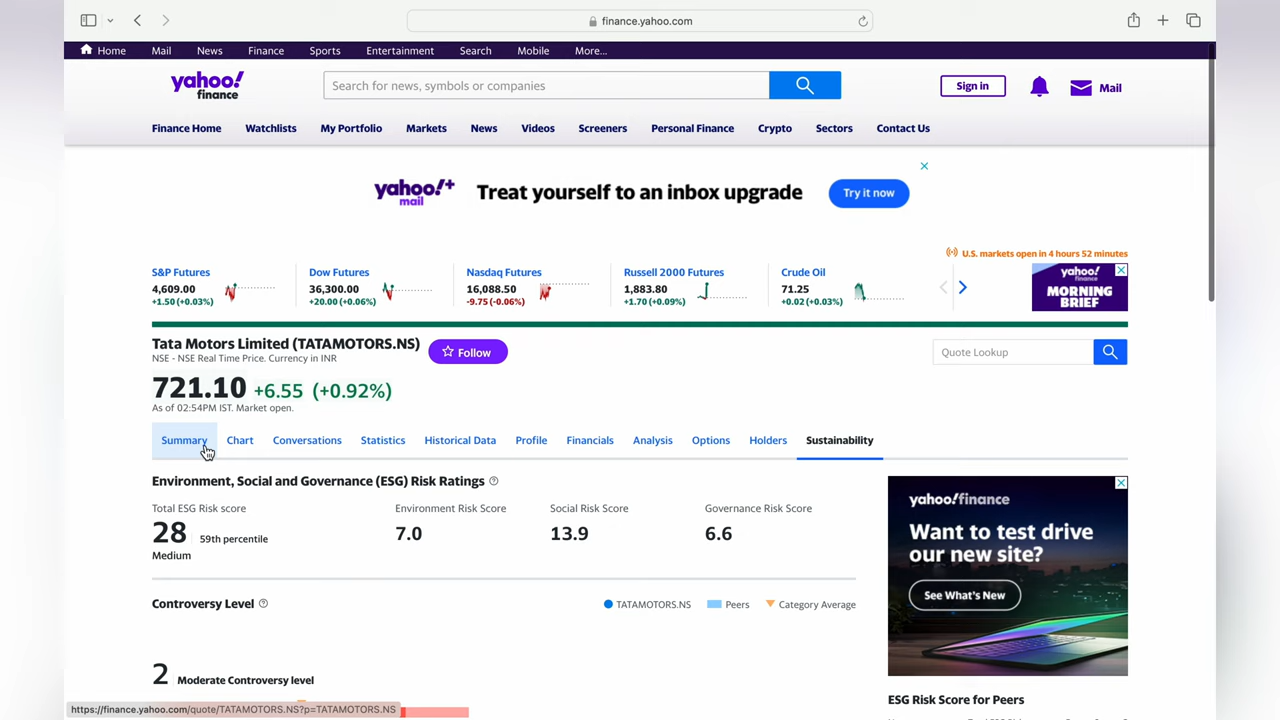 finance.yahoo.com
Home Mail News Finance Sports Entertainment Search Mobile More...
yahoo!
finance
Search for news, symbols or companies
Sign in
Mail
Finance Home Watchlists My Portfolio Markets News Videos Screeners Personal Finance Crypto Sectors Contact Us
yahoo!+
mail
Treat yourself to an inbox upgrade
Try it now
U.S. markets open in 4 hours 52 minutes
S&P Futures
4,609.00
+1.50 (+0.03%)
Dow Futures
36,300.00
+20.00 (+0.06%)
Nasdaq Futures
16,088.50
-9.75 (-0.06%)
Russell 2000 Futures
1,883.80
+1.70 (+0.09%)
Crude Oil
71.25
+0.02 (+0.03%)
yahoo!
finance
MORNING
BRIEF
Tata Motors Limited (TATAMOTORS.NS)
Follow
NSE - NSE Real Time Price. Currency in INR
Quote Lookup
721.10 +6.55 (+0.92%)
As of 02:54PM IST. Market open.
Summary Chart Conversations Statistics Historical Data Profile Financials Analysis Options Holders Sustainability
Environment, Social and Governance (ESG) Risk Ratings
Total ESG Risk score
28 59th percentile
Medium
Environment Risk Score
7.0
Social Risk Score
13.9
Governance Risk Score
6.6
Controversy Level
TATAMOTORS.NS Peers Category Average
2 Moderate Controversy level
yahoo!finance
Want to test drive
our new site?
See What's New
ESG Risk Score for Peers
https://finance.yahoo.com/quote/TATAMOTORS.NS?p=TATAMOTORS.NS